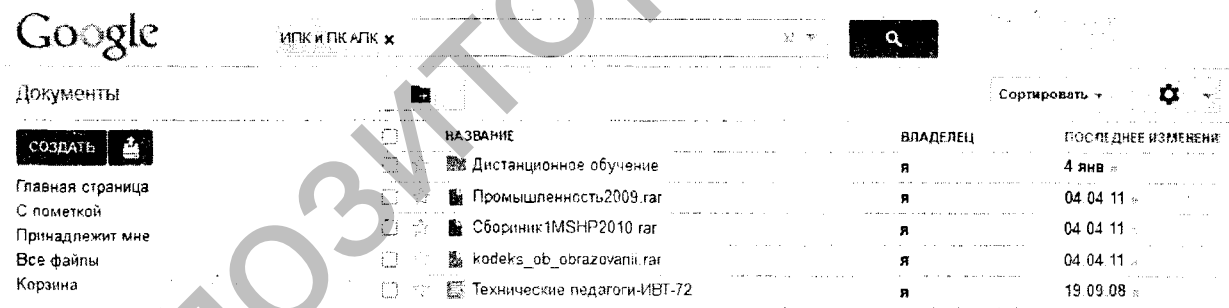 Google
ИПК и ПК АПК x
Документы
Сортировать
СОЗДАТЬ
НАЗВАНИЕ ВЛАДЕЛЕЦ ПОСЛЕДНЕЕ ИЗМЕНЕНИЕ
Дистанционное обучение я 4 янв
Главная страница
Промышленность2009.rar я 04.04.11
С пометкой
Сборник1MSHP2010.rar я 04.04.11
Принадлежит мне
Все файлы
kodeks_ob_obrazovanii.rar я 04.04.11
Корзина
Технические педагоги-ИВТ-72 я 19.09.08